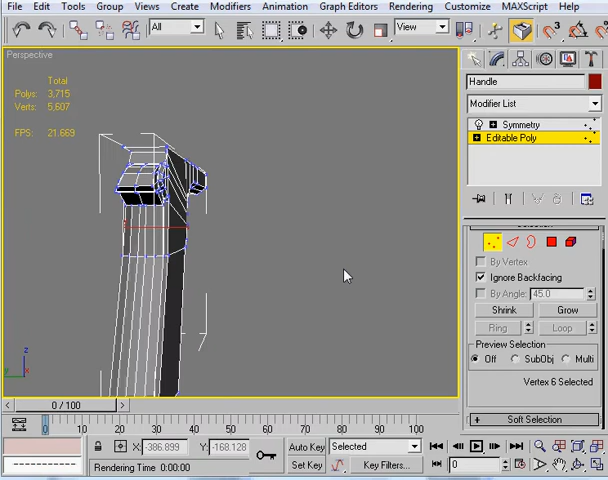 File Edit Tools Group Views Create Modifiers Animation Graph Editors Rendering Customize MAXScript Help
All View
Perspective
Total
Polys: 3,715
Verts: 5,607
FPS: 21.669
z
y x
Handle
Modifier List
Symmetry
Editable Poly
Selection
By Vertex
Ignore Backfacing
By Angle: 45.0
Shrink Grow
Ring Loop
Preview Selection
Off SubObj Multi
Vertex 6 Selected
+ Soft Selection
< 0 / 100 >
0 10 20 30 40 50 60 70 80 90 100
X: -386.899 Y: -168.128
Auto Key Selected
Rendering Time 0:00:00
Set Key Key Filters...
0